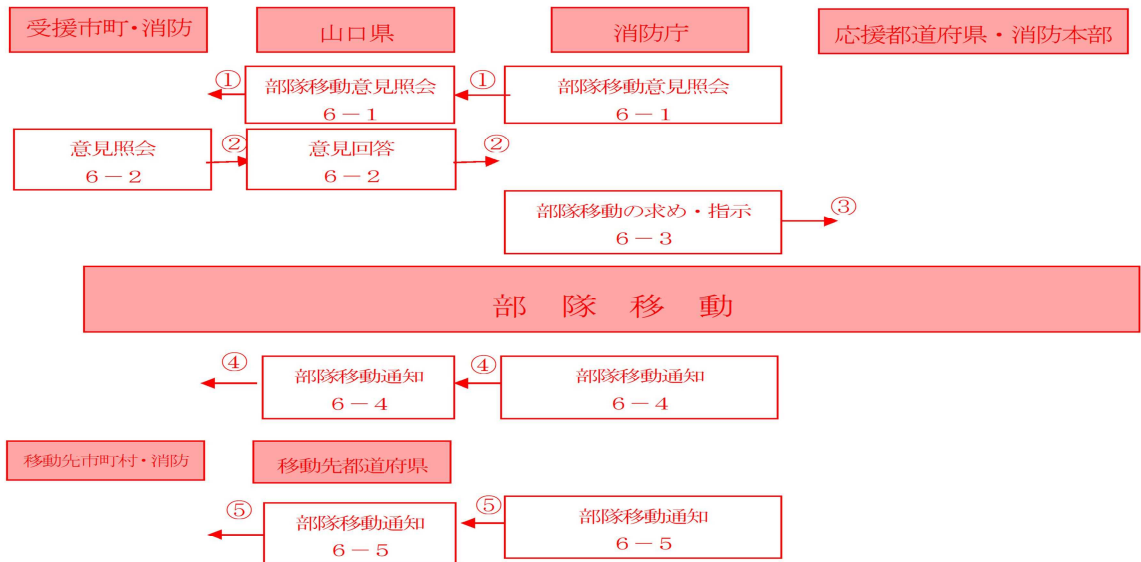 受援市町・消防
山口県
消防庁
応援都道府県・消防本部
①
部隊移動意見照会
6－1
①
部隊移動意見照会
6－1
意見照会
6－2
②
意見回答
6－2
②
部隊移動の求め・指示
6－3
③
部　隊　移　動
④
部隊移動通知
6－4
④
部隊移動通知
6－4
移動先市町村・消防
移動先都道府県
⑤
部隊移動通知
6－5
⑤
部隊移動通知
6－5